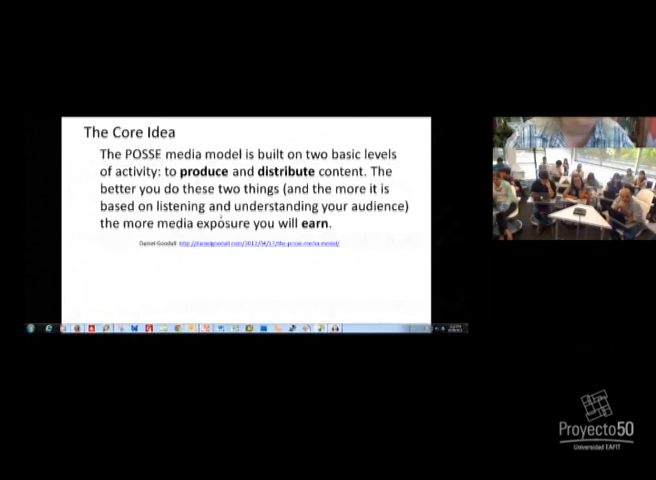 The Core Idea
The POSSE media model is built on two basic levels
of activity: to produce and distribute content. The
better you do these two things (and the more it is
based on listening and understanding your audience)
the more media exposure you will earn.
Daniel Goodall
Proyecto50
Universidad EAFIT